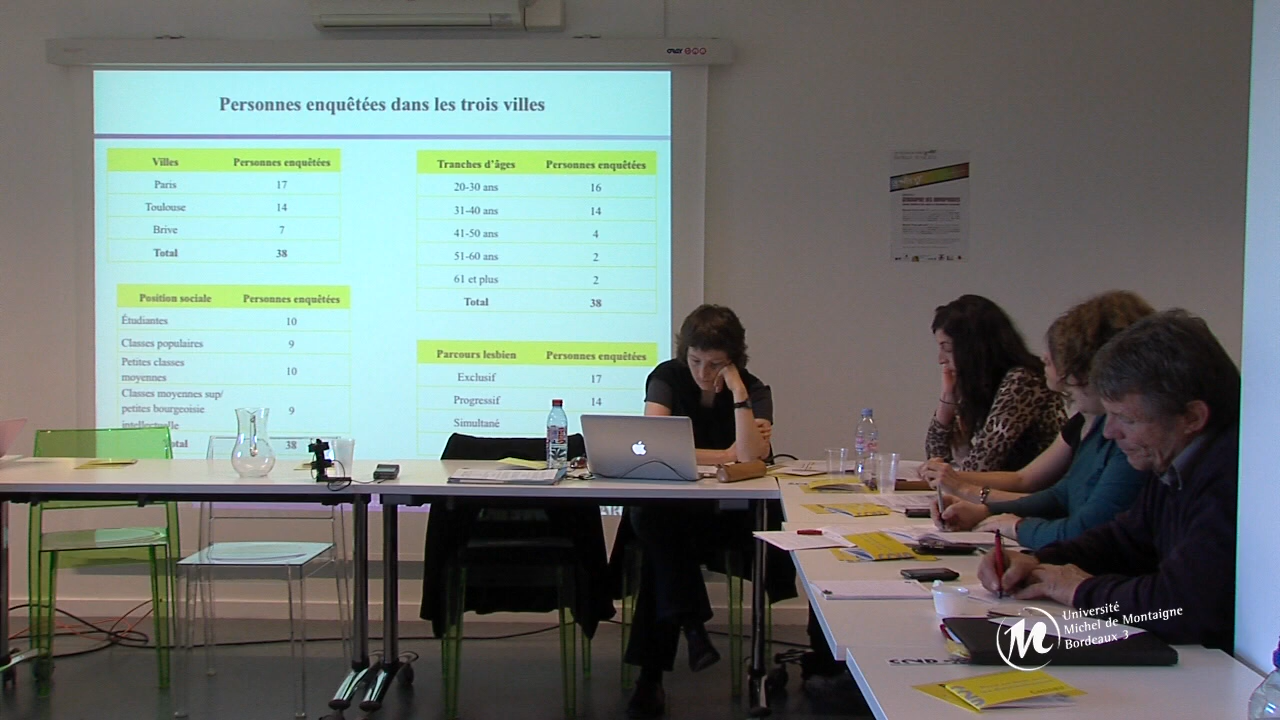 Personnes enquêtées dans les trois villes
Villes Personnes enquêtées
Paris 17
Toulouse 14
Brive 7
Total 38
Position sociale Personnes enquêtées
Étudiantes 10
Classes populaires 9
Petites classes
moyennes 10
Classes moyennes sup/
petites bourgeoisie 9
intellectuelle
Total 38
Tranches d'âges Personnes enquêtées
20-30 ans 16
31-40 ans 14
41-50 ans 4
51-60 ans 2
61 et plus 2
Total 38
Parcours lesbien Personnes enquêtées
Exclusif 17
Progressif 14
Simultané
Université
Michel de Montaigne
Bordeaux 3